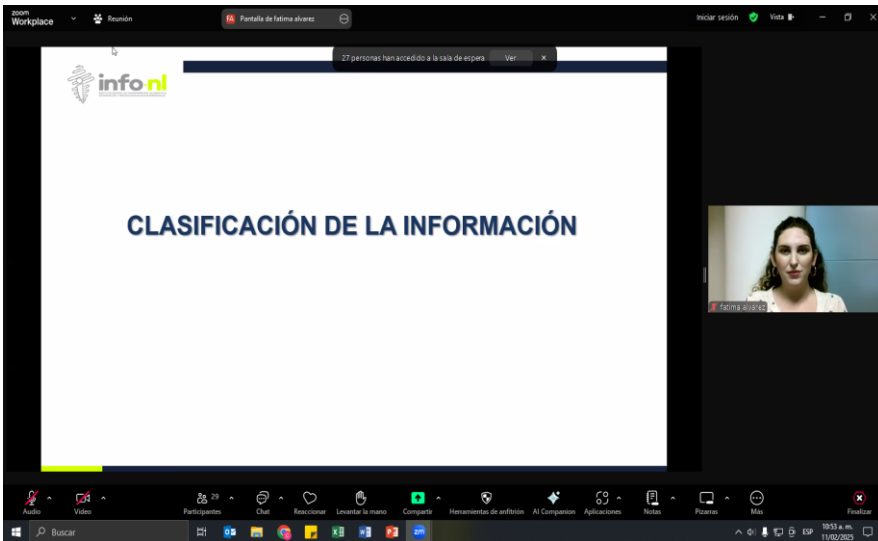 zoom
Workplace
Reunión
FA Pantalla de fatima alvarez
Iniciar sesión
Vista
27 personas han accedido a la sala de espera Ver x
info nl
CLASIFICACIÓN DE LA INFORMACIÓN
fatima alvarez
29
Audio
Video
Participantes
Chat
Reaccionar
Levantar la mano
Compartir
Herramientas de anfitrión
AI Companion
Aplicaciones
Notas
Pizarras
Más
Finalizar
Buscar
zm
ESP
10:53 a. m.
11/02/2025